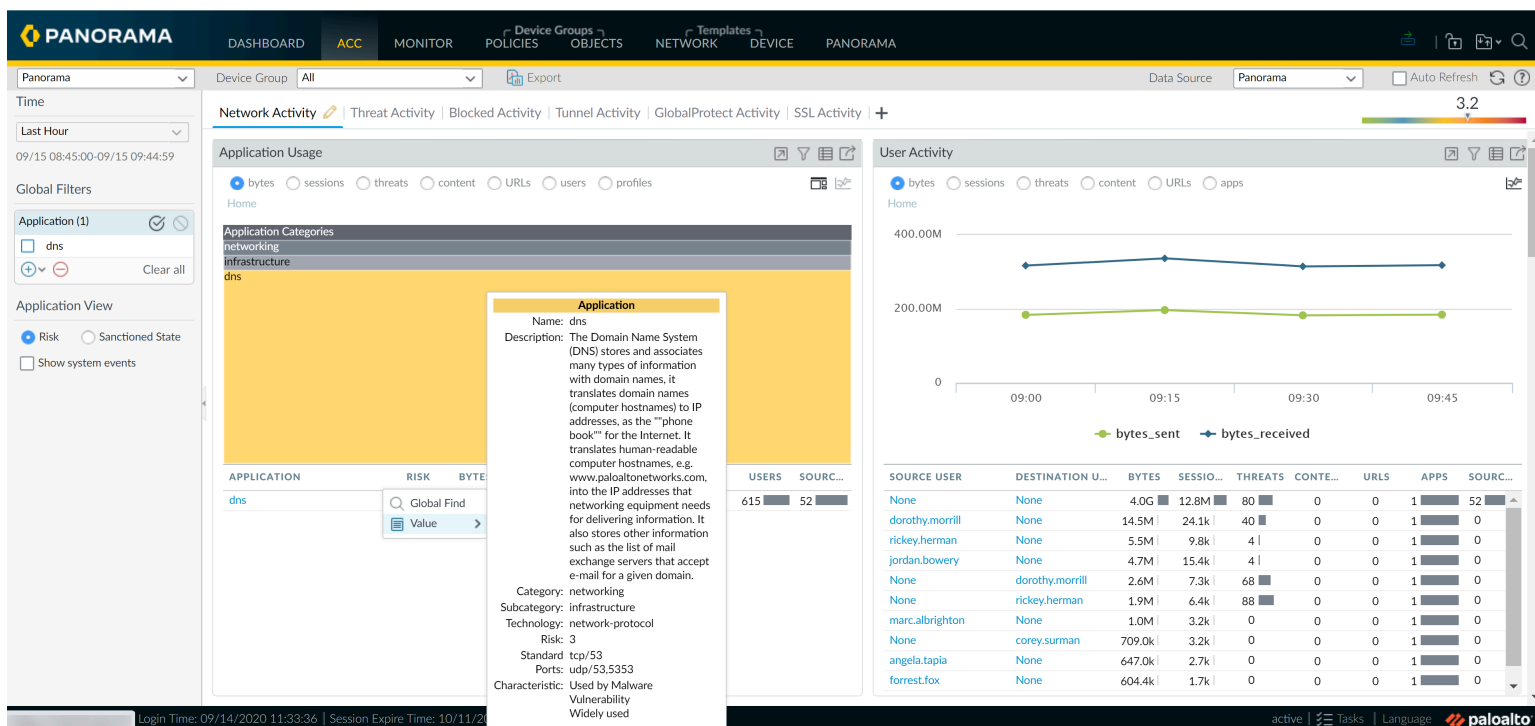 PANORAMA
DASHBOARD ACC MONITOR POLICIES OBJECTS NETWORK DEVICE PANORAMA
Device Groups Templates
Panorama Device Group All Export Data Source Panorama Auto Refresh
Time
Last Hour
09/15 08:45:00-09/15 09:44:59
Global Filters
Application (1)
dns
Clear all
Application View
Risk Sanctioned State
Show system events
Network Activity Threat Activity Blocked Activity Tunnel Activity GlobalProtect Activity SSL Activity
3.2
Application Usage
bytes sessions threats content URLs users profiles
Home
Application Categories
networking
infrastructure
dns
APPLICATION RISK BYTE USERS SOURC...
dns 615 52
Global Find
Value
Application
Name: dns
Description: The Domain Name System
(DNS) stores and associates
many types of information
with domain names, it
translates domain names
(computer hostnames) to IP
addresses, as the ""phone
book"" for the Internet. It
translates human-readable
computer hostnames, e.g.
www.paloaltonetworks.com,
into the IP addresses that
networking equipment needs
for delivering information. It
also stores other information
such as the list of mail
exchange servers that accept
e-mail for a given domain.
Category: networking
Subcategory: infrastructure
Technology: network-protocol
Risk: 3
Standard tcp/53
Ports: udp/53,5353
Characteristic: Used by Malware
Vulnerability
Widely used
User Activity
bytes sessions threats content URLs apps
Home
400.00M
200.00M
0
09:00 09:15 09:30 09:45
bytes_sent bytes_received
SOURCE USER DESTINATION U... BYTES SESSIO... THREATS CONTE... URLS APPS SOURC...
None None 4.0G 12.8M 80 0 0 1 52
dorothy.morrill None 14.5M 24.1k 40 0 0 1 0
rickey.herman None 5.5M 9.8k 4 0 0 1 0
jordan.bowery None 4.7M 15.4k 4 0 0 1 0
None dorothy.morrill 2.6M 7.3k 68 0 0 1 0
None rickey.herman 1.9M 6.4k 88 0 0 1 0
marc.albrighton None 1.0M 3.2k 0 0 0 1 0
None corey.surman 709.0k 3.2k 0 0 0 1 0
angela.tapia None 647.0k 2.7k 0 0 0 1 0
forrest.fox None 604.4k 1.7k 0 0 0 1 0
Login Time: 09/14/2020 11:33:36 | Session Expire Time: 10/11/20
active | Tasks | Language paloalto